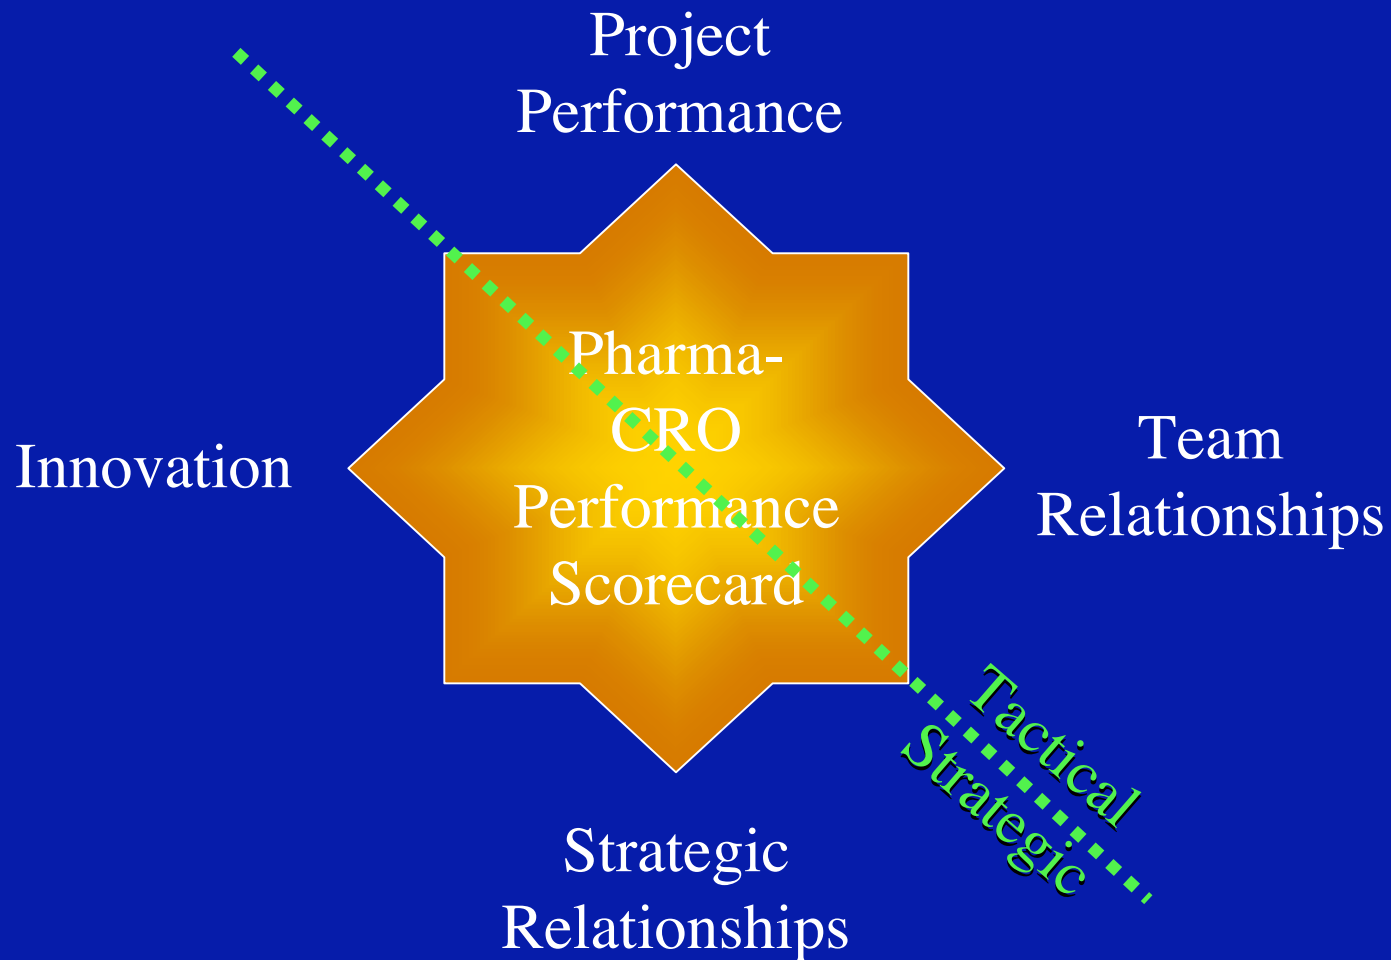 Project
Performance
Pharma-
CRO
Performance
Scorecard
Innovation
Team
Relationships
Tactical
Strategic
Strategic
Relationships